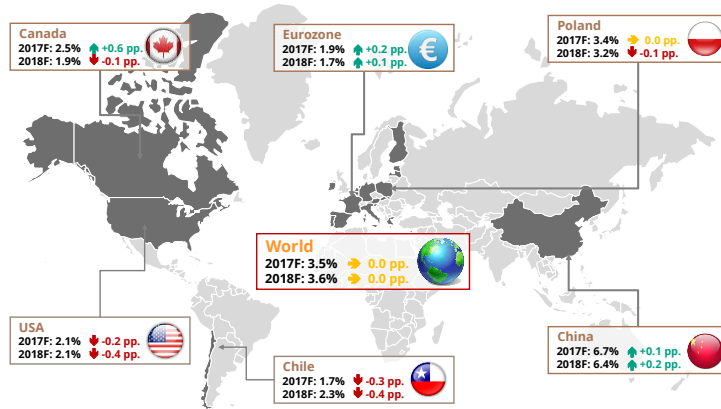 Canada
2017F: 2.5% +0.6 pp.
2018F: 1.9% -0.1 pp.
Eurozone
2017F: 1.9% +0.2 pp.
2018F: 1.7% +0.1 pp.
€
Poland
2017F: 3.4% 0.0 pp.
2018F: 3.2% -0.1 pp.
World
2017F: 3.5% 0.0 pp.
2018F: 3.6% 0.0 pp.
USA
2017F: 2.1% -0.2 pp.
2018F: 2.1% -0.4 pp.
Chile
2017F: 1.7% -0.3 pp.
2018F: 2.3% -0.4 pp.
China
2017F: 6.7% +0.1 pp.
2018F: 6.4% +0.2 pp.